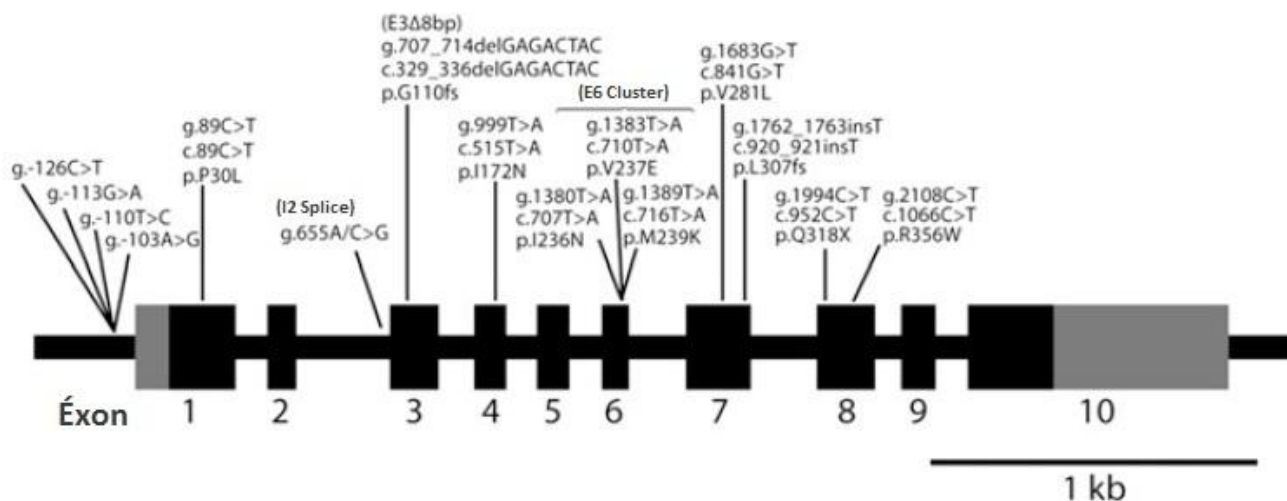 (E3Δ8bp)
g.707_714delGAGACTAC
c.329_336delGAGACTAC
p.G110fs
g.1683G>T
c.841G>T
p.V281L
(E6 Cluster)
g.89C>T
c.89C>T
p.P30L
g.999T>A
c.515T>A
p.I172N
g.1383T>A
c.710T>A
p.V237E
g.1762_1763insT
c.920_921insT
p.L307fs
g.-126C>T
g.-113G>A
g.-110T>C
g.-103A>G
(I2 Splice)
g.655A/C>G
g.1380T>A
c.707T>A
p.I236N
g.1389T>A
c.716T>A
p.M239K
g.1994C>T
c.952C>T
p.Q318X
g.2108C>T
c.1066C>T
p.R356W
Éxon 1 2 3 4 5 6 7 8 9 10
1 kb